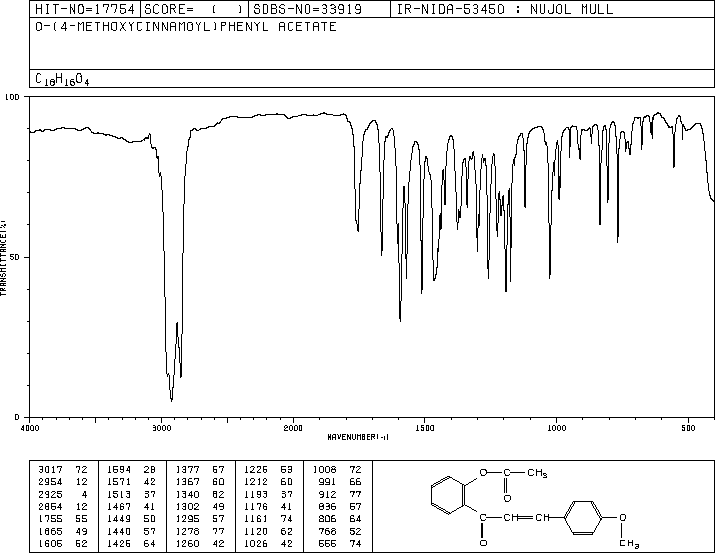 HIT-NO=17754 SCORE= ( ) SDBS-NO=33919 IR-NIDA-53450 : NUJOL MULL
O-(4-METHOXYCINNAMOYL)PHENYL ACETATE
C18H16O4
100
50
0
TRANSMITTANCE(%)
4000 3000 2000 1500 1000 500
WAVENUMBER(-1)
3017 72 1594 28 1377 57 1226 53 1008 72
2954 12 1571 42 1367 60 1212 60 991 66
2925 4 1513 37 1340 62 1193 37 912 77
2854 12 1467 41 1302 49 1176 41 836 57
1755 55 1449 50 1295 57 1161 74 806 64
1665 49 1440 57 1278 77 1120 62 768 52
1605 52 1426 64 1260 42 1026 42 555 74
O C CH3
O
C CH CH O
O CH3